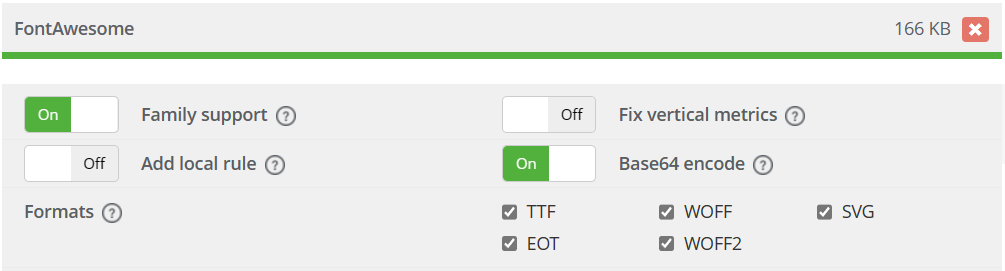 FontAwesome 166 KB
On Family support ? Off Fix vertical metrics ?
Off Add local rule ? On Base64 encode ?
Formats ? TTF WOFF SVG
EOT WOFF2